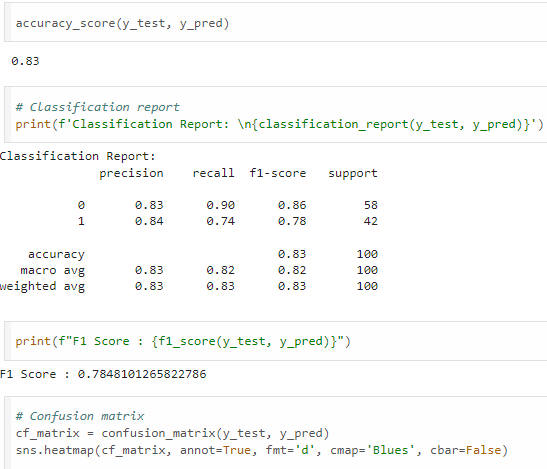 accuracy_score(y_test, y_pred)
0.83
# Classification report
print(f'Classification Report: \n{classification_report(y_test, y_pred)}')
Classification Report:
precision recall f1-score support
0 0.83 0.90 0.86 58
1 0.84 0.74 0.78 42
accuracy 0.83 100
macro avg 0.83 0.82 0.82 100
weighted avg 0.83 0.83 0.83 100
print(f"F1 Score : {f1_score(y_test, y_pred)}")
F1 Score : 0.7848101265822786
# Confusion matrix
cf_matrix = confusion_matrix(y_test, y_pred)
sns.heatmap(cf_matrix, annot=True, fmt='d', cmap='Blues', cbar=False)